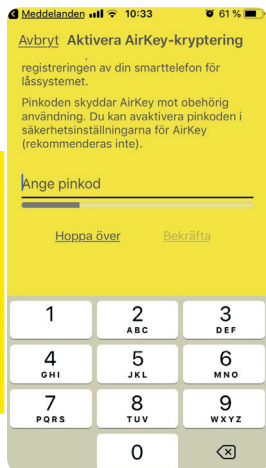 Meddelanden 10:33 61 %
Avbryt Aktivera AirKey-kryptering
registreringen av din smarttelefon för
låssystemet.
Pinkoden skyddar AirKey mot obehörig
användning. Du kan avaktivera pinkoden i
säkerhetsinställningarna för AirKey
(rekommenderas inte).
Ange pinkod
Hoppa över Bekräfta
1 2 3
ABC DEF
4 5 6
GHI JKL MNO
7 8 9
PQRS TUV WXYZ
0